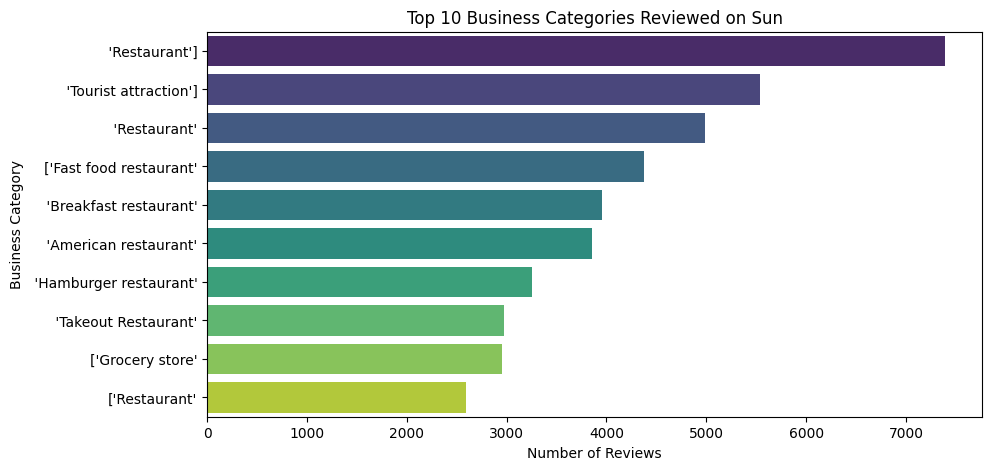 Top 10 Business Categories Reviewed on Sun
Business Category
'Restaurant']
'Tourist attraction']
'Restaurant'
['Fast food restaurant'
'Breakfast restaurant'
'American restaurant'
'Hamburger restaurant'
'Takeout Restaurant'
['Grocery store'
['Restaurant'
0 1000 2000 3000 4000 5000 6000 7000
Number of Reviews